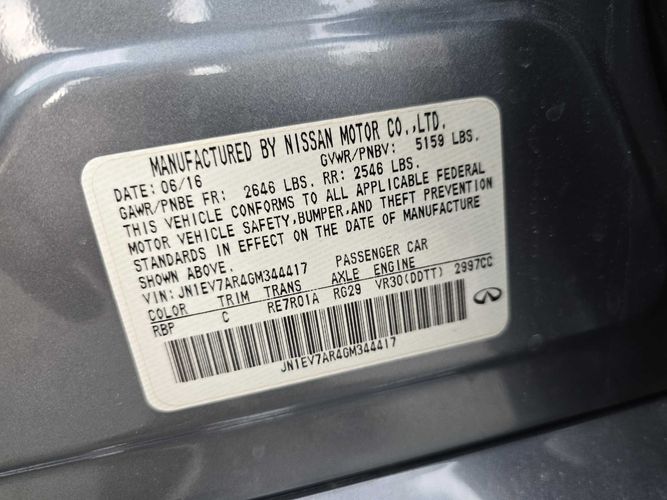 MANUFACTURED BY NISSAN MOTOR CO.,LTD.
DATE: 06/16 GVWR/PNBV: 5159 LBS.
GAWR/PNBE FR: 2646 LBS. RR: 2546 LBS.
THIS VEHICLE CONFORMS TO ALL APPLICABLE FEDERAL
MOTOR VEHICLE SAFETY,BUMPER,AND THEFT PREVENTION
STANDARDS IN EFFECT ON THE DATE OF MANUFACTURE
SHOWN ABOVE.
VIN: JN1EV7AR4GM344417 PASSENGER CAR
COLOR TRIM TRANS AXLE ENGINE
RBP C RE7R01A RG29 VR30(DDTT) 2997CC
JN1EV7AR4GM344417